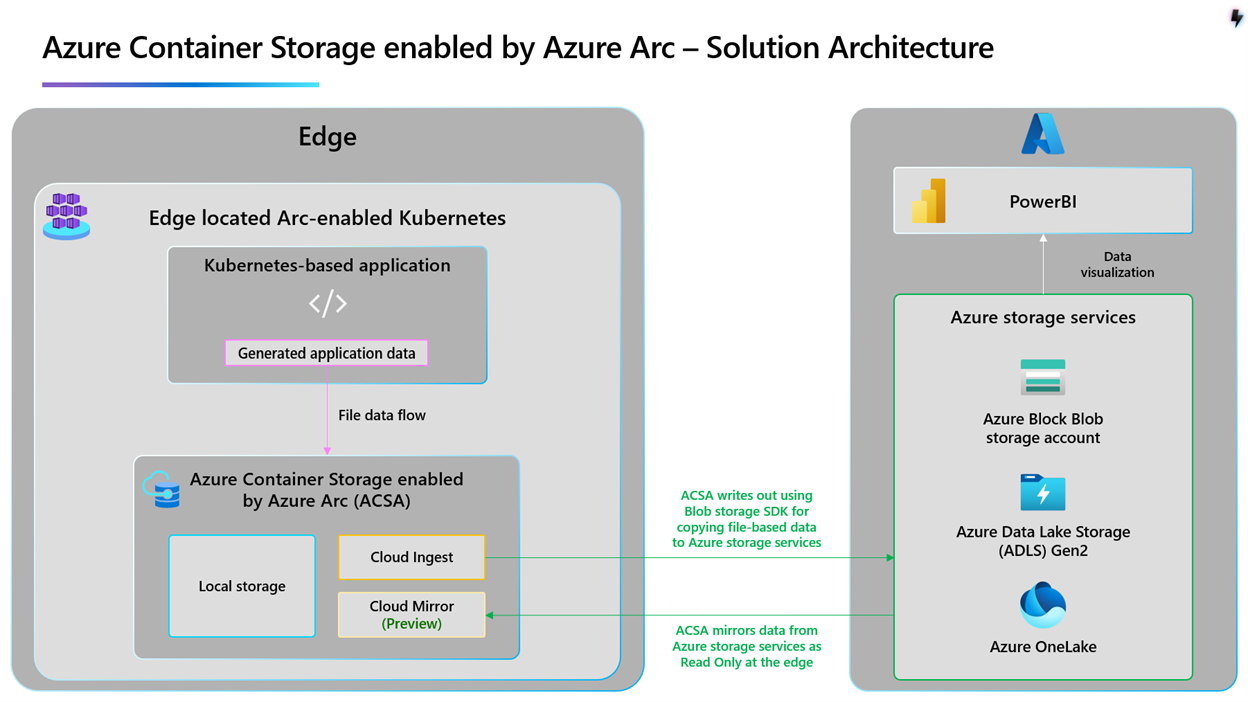 Azure Container Storage enabled by Azure Arc – Solution Architecture
Edge
Edge located Arc-enabled Kubernetes
Kubernetes-based application
</>
Generated application data
File data flow
Azure Container Storage enabled
by Azure Arc (ACSA)
Local storage
Cloud Ingest
Cloud Mirror
(Preview)
ACSA writes out using
Blob storage SDK for
copying file-based data
to Azure storage services
ACSA mirrors data from
Azure storage services as
Read Only at the edge
PowerBI
Data
visualization
Azure storage services
Azure Block Blob
storage account
Azure Data Lake Storage
(ADLS) Gen2
Azure OneLake